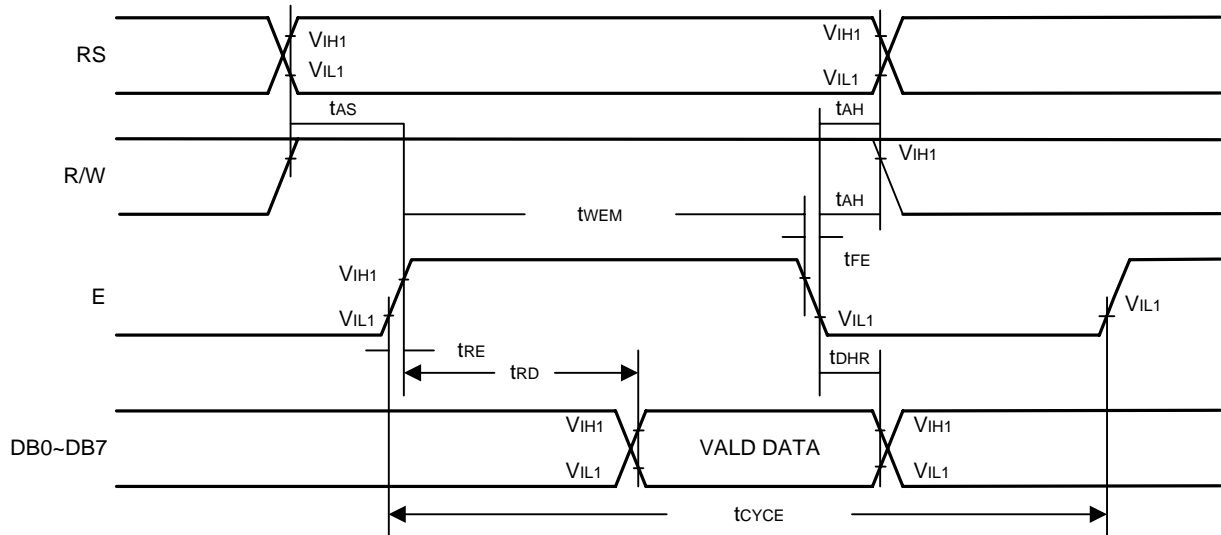 RS
VIH1
VIH1
VIL1
VIL1
tAS
tAH
R/W
VIH1
tWEM
tAH
tFE
E
VIH1
VIL1
VIL1
VIL1
tRE
tRD
tDHR
DB0~DB7
VIH1
VALD DATA
VIH1
VIL1
VIL1
tCYCE